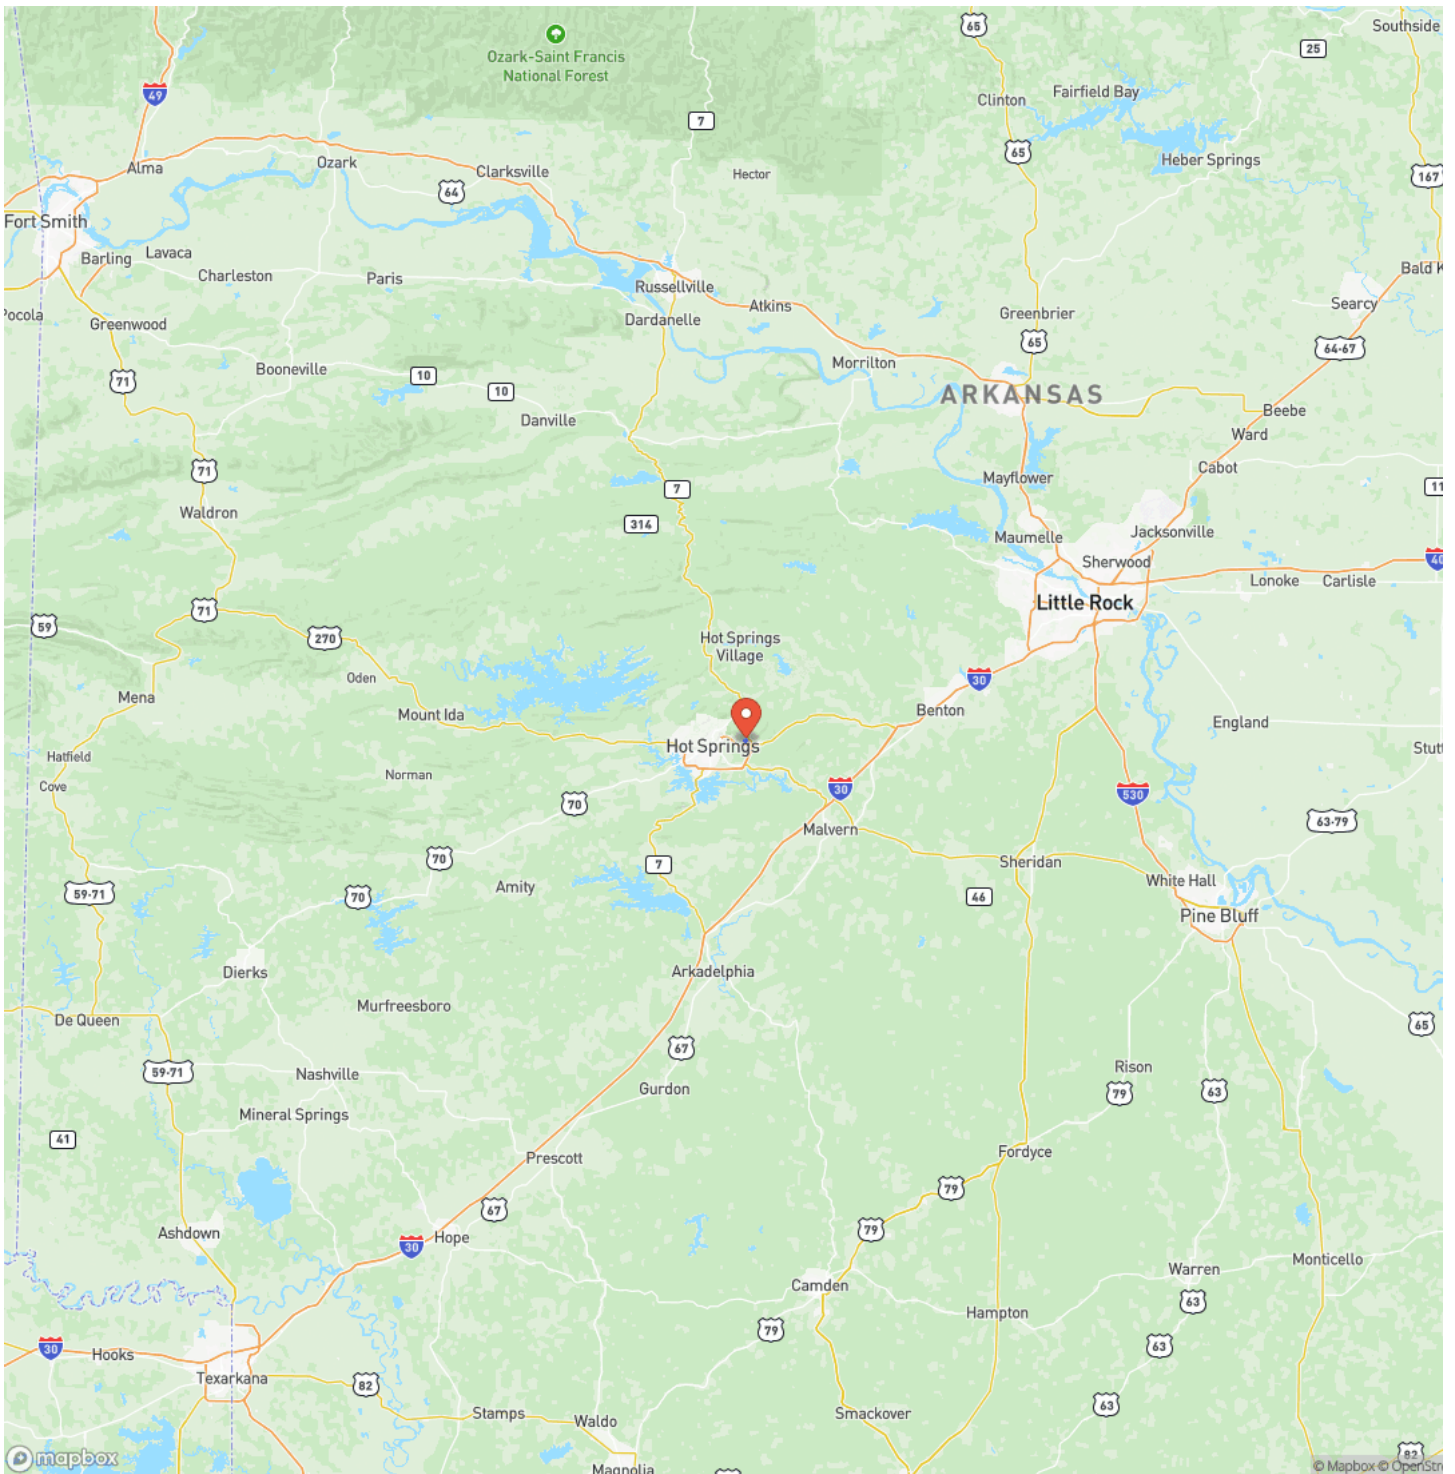 65
Southside
25
Ozark-Saint Francis
National Forest
49
Clinton
Fairfield Bay
7
65
Heber Springs
Alma
Ozark
Clarksville
Hector
167
64
Fort Smith
Barling
Lavaca
Charleston
Paris
Russellville
Bald K
Atkins
Searcy
Pocola
Greenwood
Dardanelle
Greenbrier
65
64-67
Morrilton
Booneville
71
10
10
ARKANSAS
Danville
Beebe
Ward
71
Mayflower
Cabot
7
11
Waldron
314
Maumelle
Jacksonville
Sherwood
40
Lonoke
Carlisle
Little Rock
71
59
270
Hot Springs
Village
Oden
30
Mena
Mount Ida
Benton
England
Hot Springs
Stutt
Hatfield
Norman
Cove
30
530
70
63-79
Malvern
70
7
Sheridan
White Hall
59-71
70
Amity
46
Pine Bluff
Dierks
Arkadelphia
Murfreesboro
De Queen
65
67
59-71
Nashville
Rison
Gurdon
79
63
Mineral Springs
41
Prescott
Fordyce
79
67
Ashdown
Hope
30
79
Monticello
Warren
Camden
63
Hampton
79
30
Hooks
63
Texarkana
82
63
Stamps
Waldo
Smackover
82
mapbox
Magnolia
© Mapbox © OpenStre